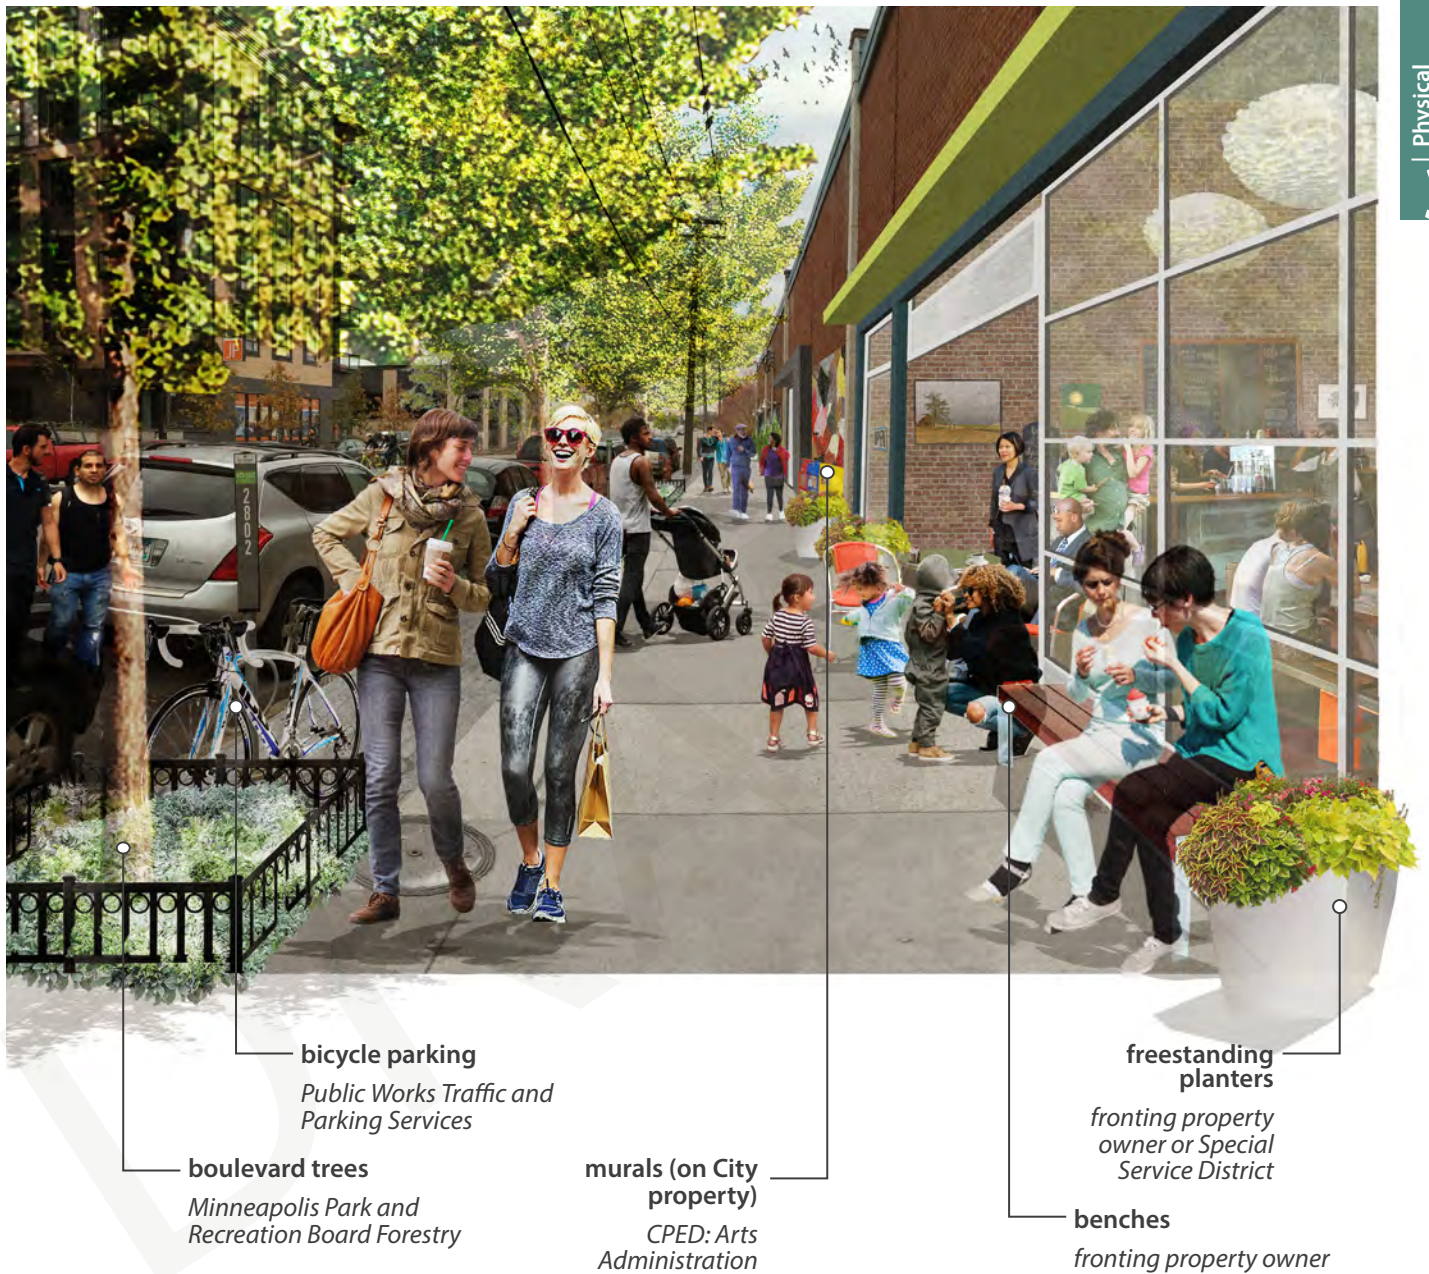 | Physical
JP
2802
bicycle parking
Public Works Traffic and
Parking Services
boulevard trees
Minneapolis Park and
Recreation Board Forestry
murals (on City
property)
CPED: Arts
Administration
freestanding
planters
fronting property
owner or Special
Service District
benches
fronting property owner